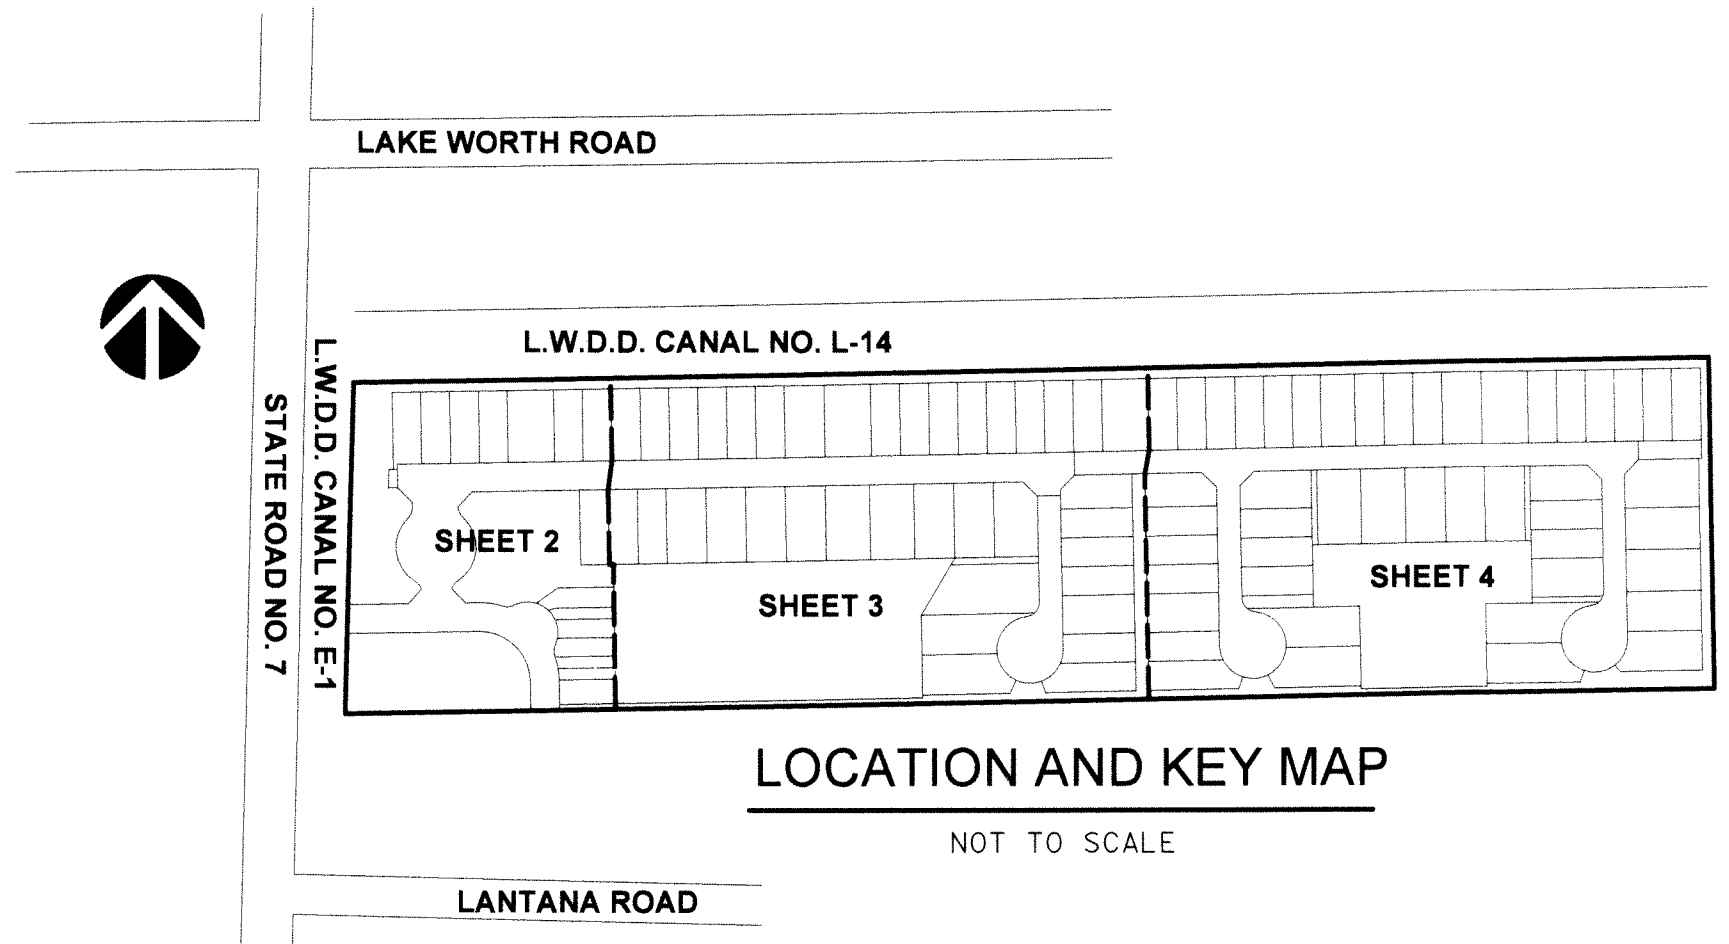 LAKE WORTH ROAD
L.W.D.D. CANAL NO. L-14
L.W.D.D. CANAL NO. E-1
STATE ROAD NO. 7
SHEET 2
SHEET 3
SHEET 4
LOCATION AND KEY MAP
NOT TO SCALE
LANTANA ROAD